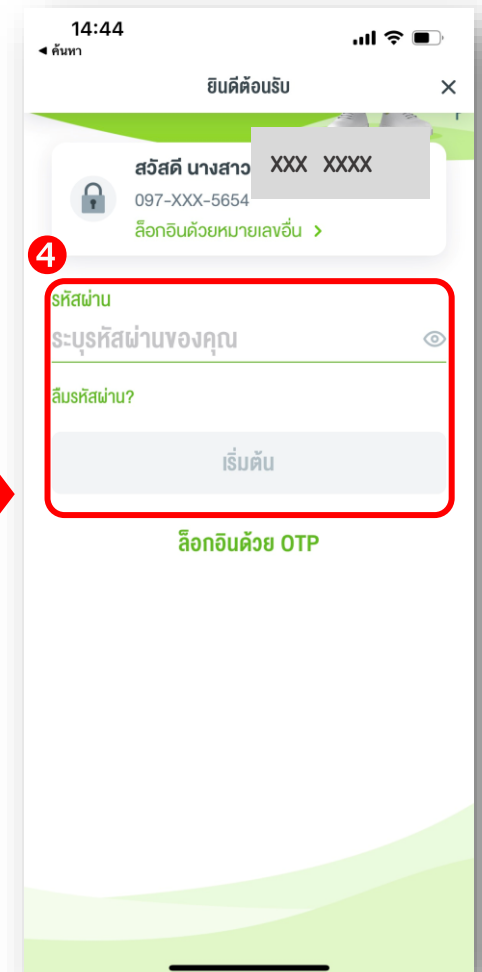 14:44
◀ ค้นหา
ยินดีต้อนรับ
สวัสดี นางสาว XXX XXXX
097-XXX-5654
ล็อกอินด้วยหมายเลขอื่น >
4
รหัสผ่าน
ระบุรหัสผ่านของคุณ
ลืมรหัสผ่าน?
เริ่มต้น
ล็อกอินด้วย OTP